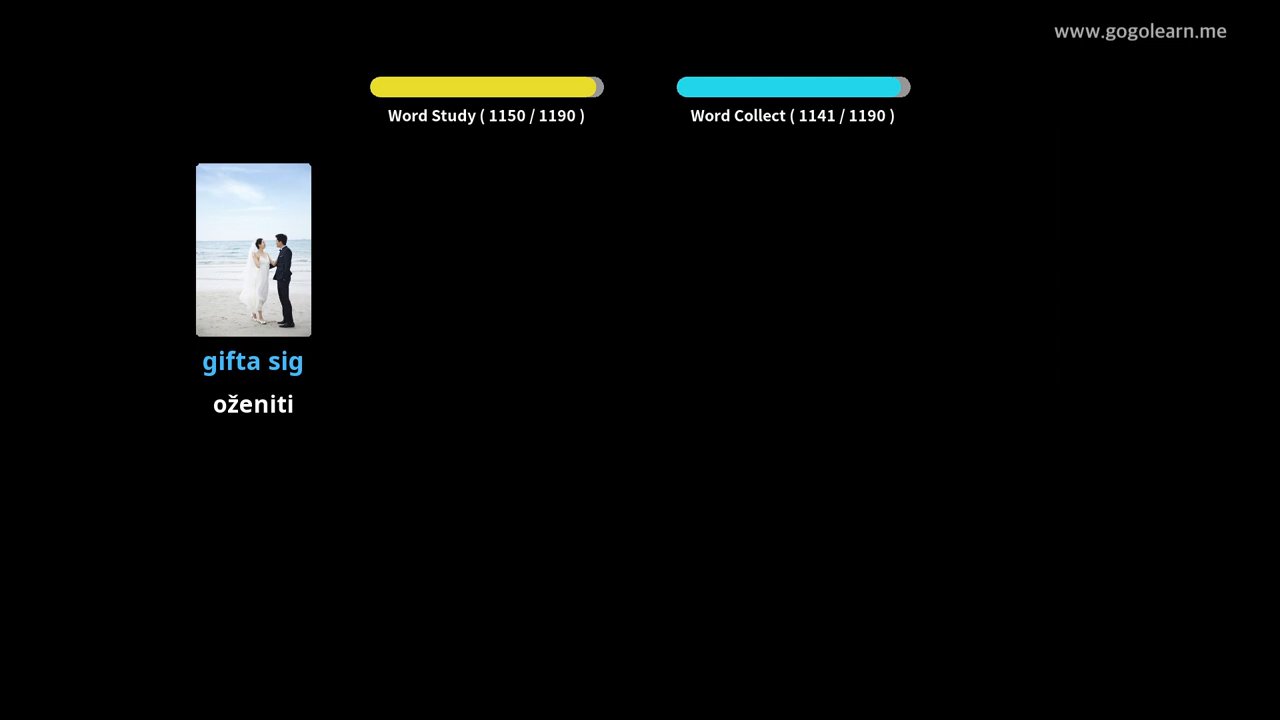 www.gogolearn.me
Word Study ( 1150 / 1190 )
Word Collect ( 1141 / 1190 )
gifta sig
oženiti